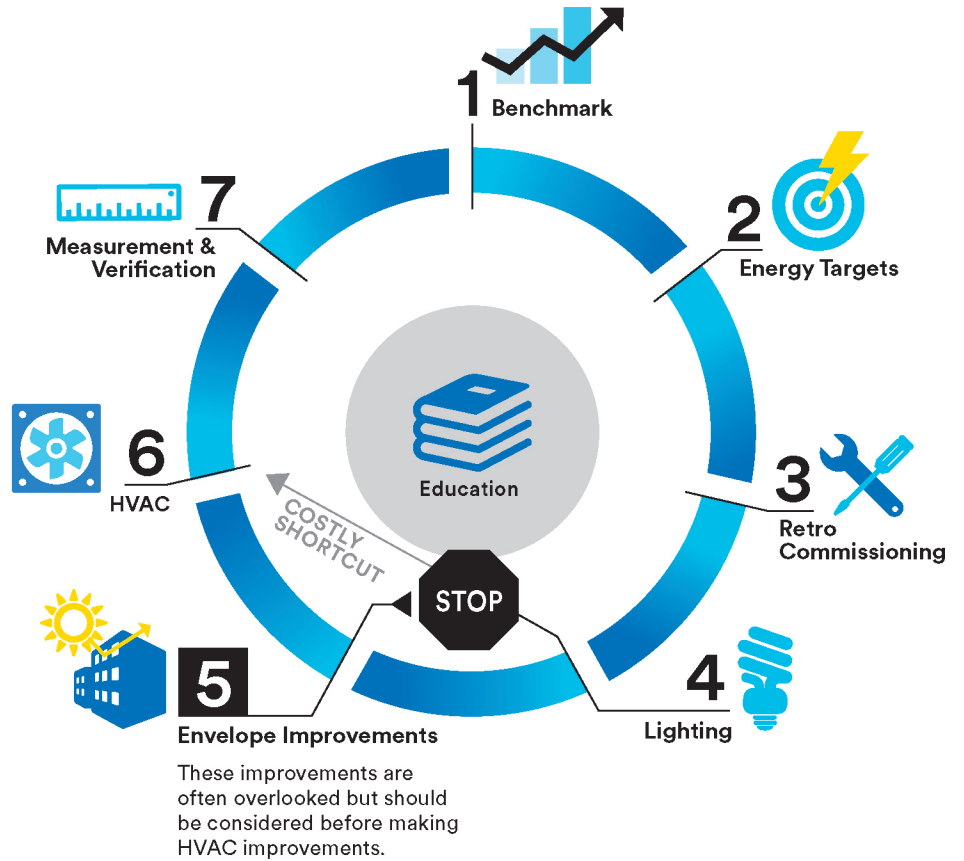 1
Benchmark
2
Energy Targets
3
Retro
Commissioning
4
Lighting
STOP
5
Envelope Improvements
These improvements are
often overlooked but should
be considered before making
HVAC improvements.
COSTLY
SHORTCUT
6
HVAC
7
Measurement &
Verification
Education